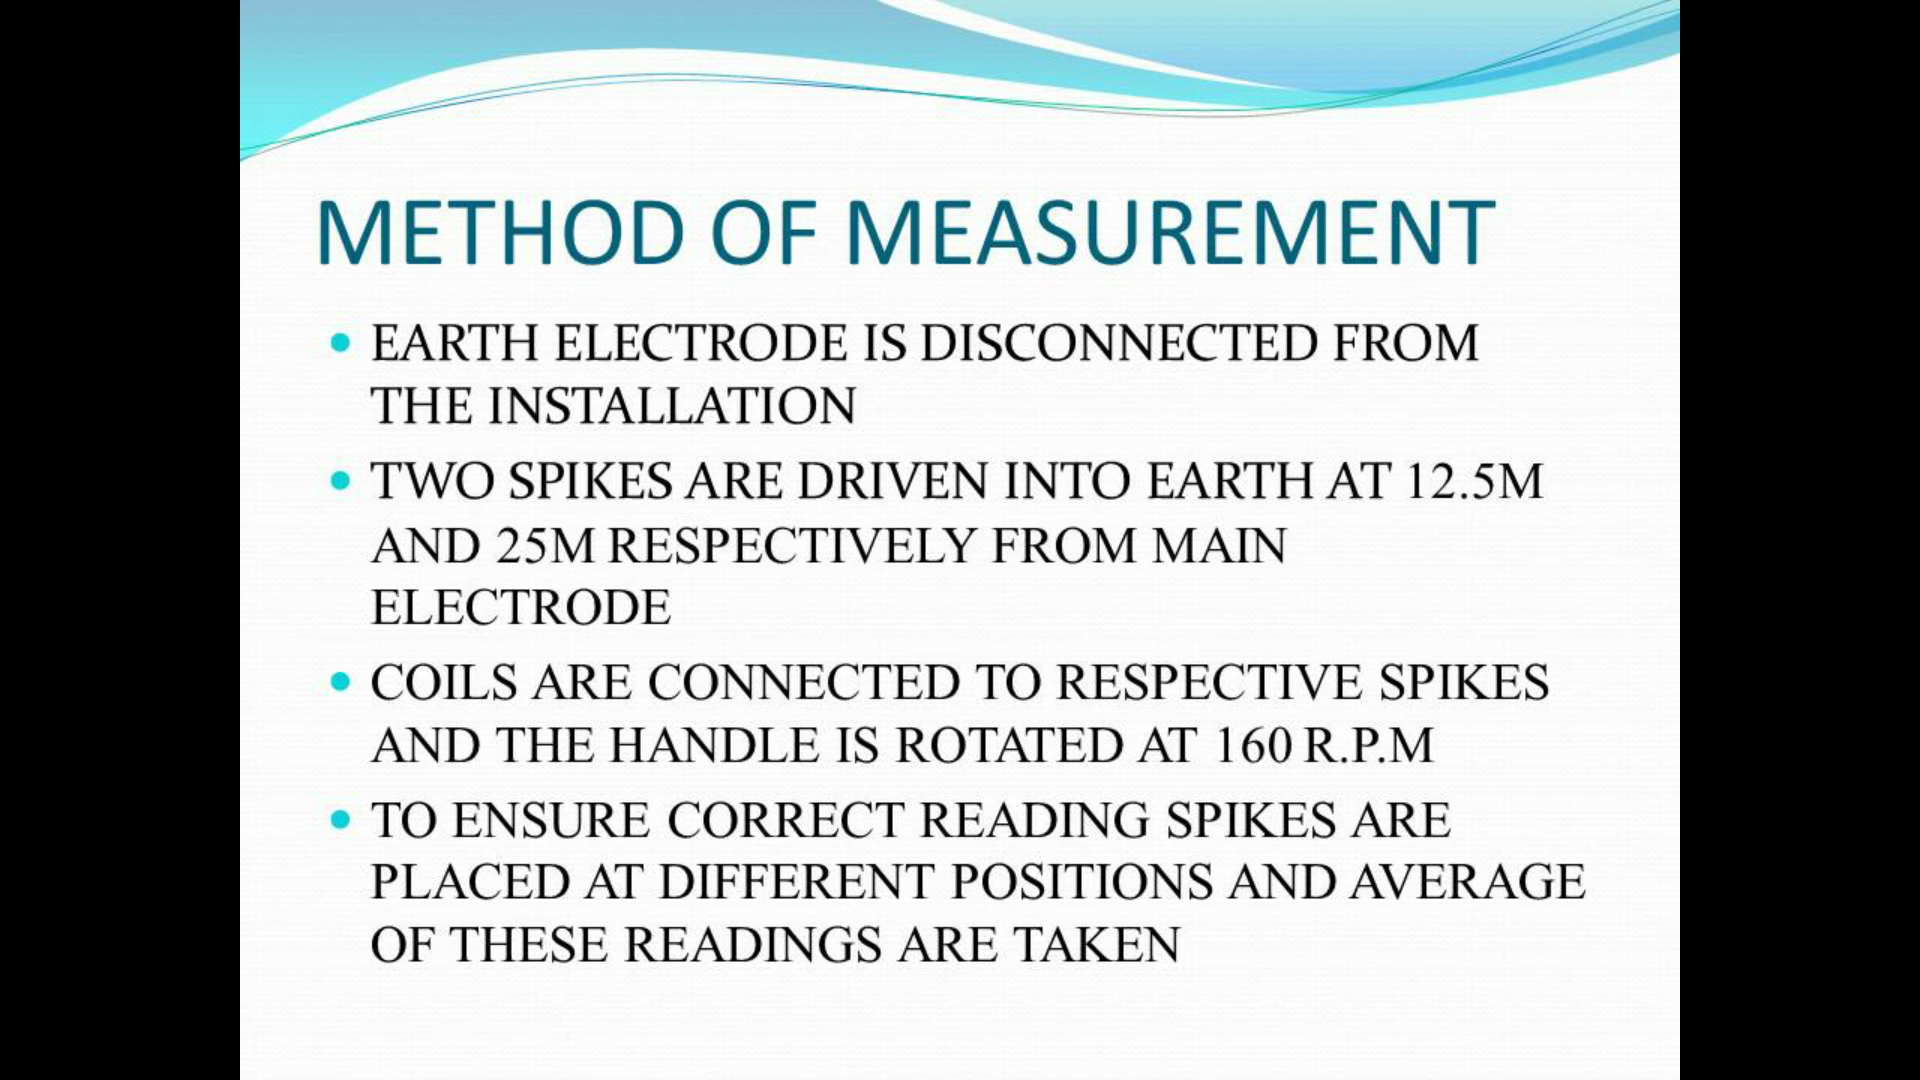 METHOD OF MEASUREMENT
• EARTH ELECTRODE IS DISCONNECTED FROM
THE INSTALLATION
• TWO SPIKES ARE DRIVEN INTO EARTH AT 12.5M
AND 25M RESPECTIVELY FROM MAIN
ELECTRODE
• COILS ARE CONNECTED TO RESPECTIVE SPIKES
AND THE HANDLE IS ROTATED AT 160 R.P.M
• TO ENSURE CORRECT READING SPIKES ARE
PLACED AT DIFFERENT POSITIONS AND AVERAGE
OF THESE READINGS ARE TAKEN